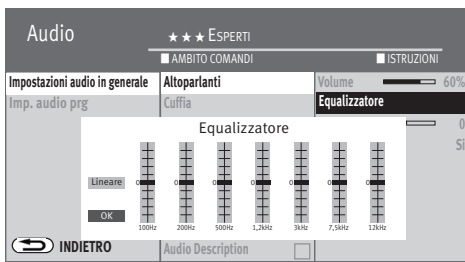 Audio
★★★ ESPERTI
AMBITO COMANDI
ISTRUZIONI
Impostazioni audio in generale
Altoparlanti
Volume 60%
Imp. audio prg
Cuffia
Equalizzatore
0
Si
Equalizzatore
Lineare
0 0 0 0 0 0 0
OK
100Hz 200Hz 500Hz 1,2kHz 3kHz 7,5kHz 12kHz
INDIETRO
Audio Description